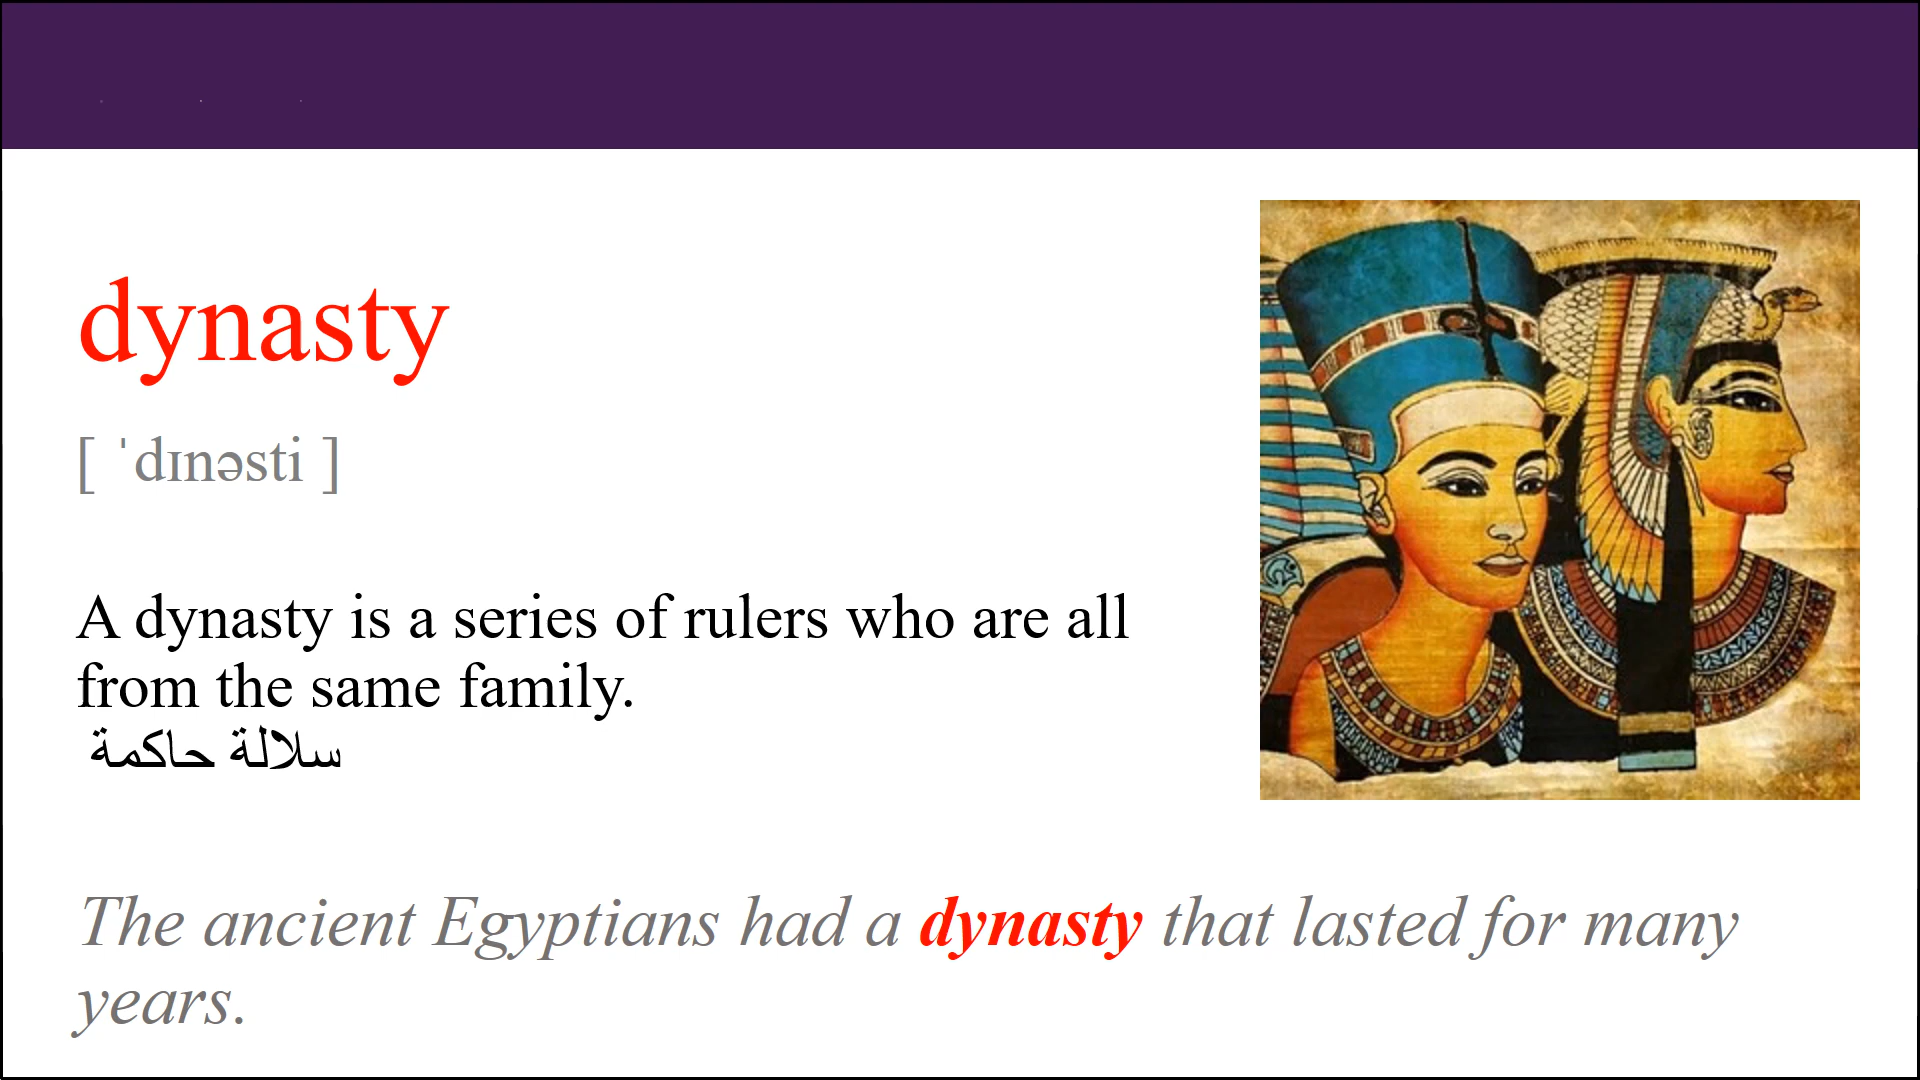 dynasty
[ ˈdɪnəsti ]
A dynasty is a series of rulers who are all
from the same family.
سلالة حاكمة
The ancient Egyptians had a dynasty that lasted for many
years.